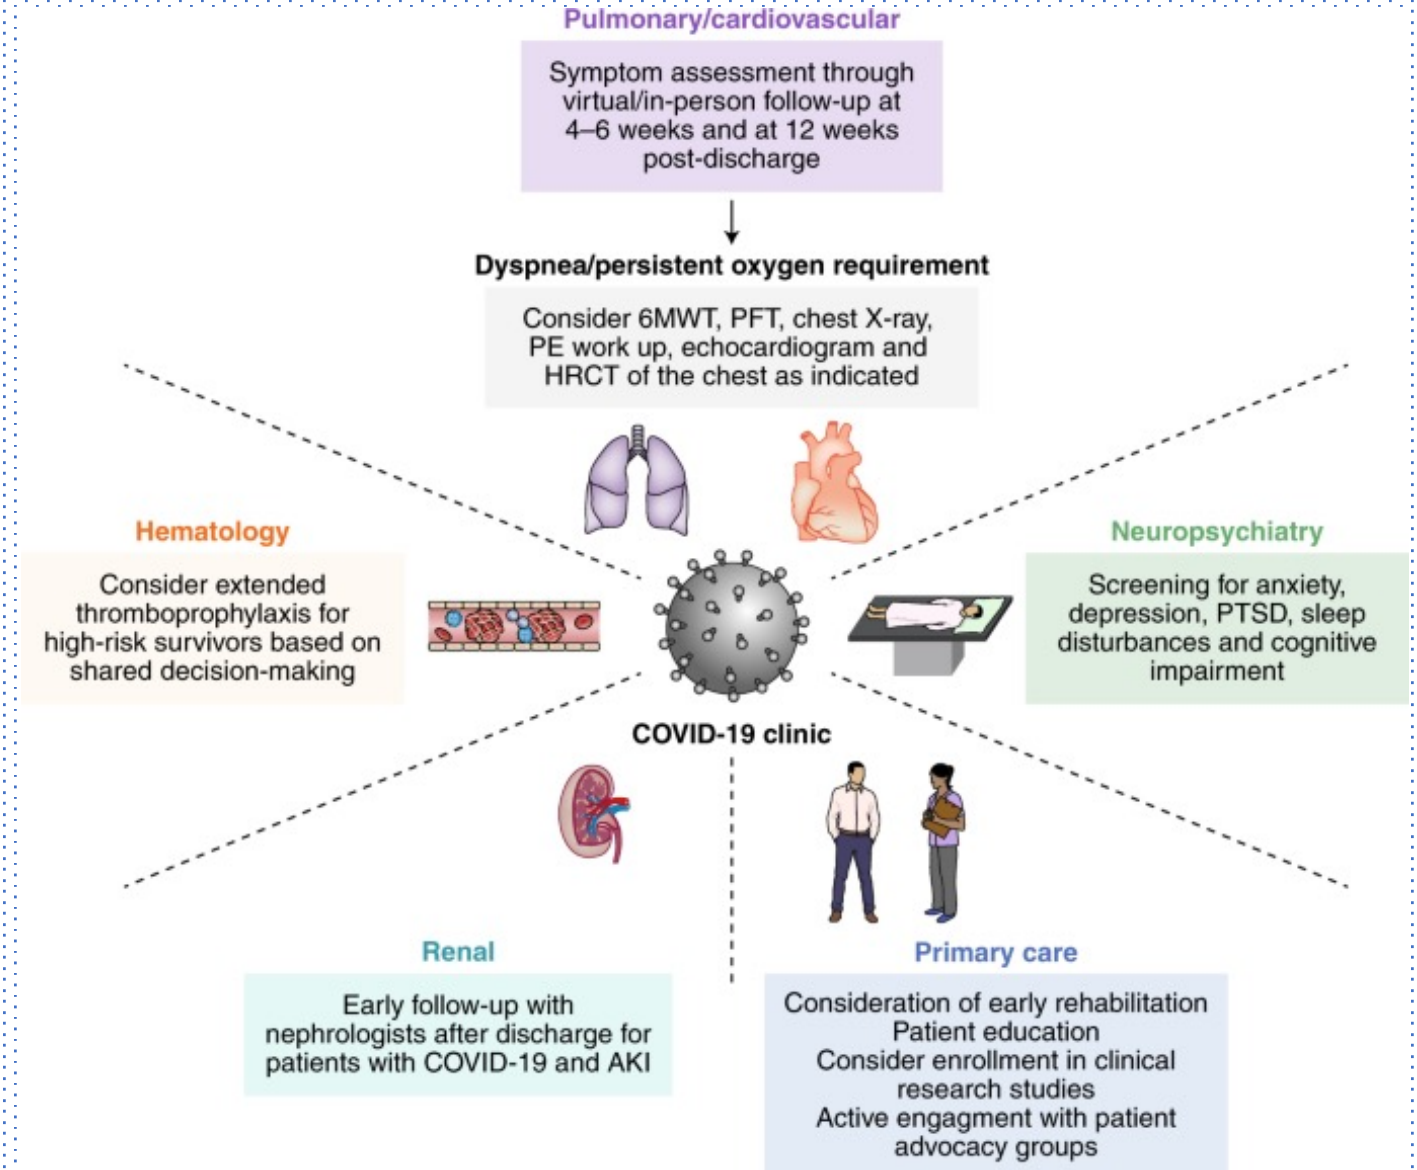 Pulmonary/cardiovascular
Symptom assessment through
virtual/in-person follow-up at
4–6 weeks and at 12 weeks
post-discharge
Dyspnea/persistent oxygen requirement
Consider 6MWT, PFT, chest X-ray,
PE work up, echocardiogram and
HRCT of the chest as indicated
Hematology
Consider extended
thromboprophylaxis for
high-risk survivors based on
shared decision-making
Neuropsychiatry
Screening for anxiety,
depression, PTSD, sleep
disturbances and cognitive
impairment
COVID-19 clinic
Renal
Early follow-up with
nephrologists after discharge for
patients with COVID-19 and AKI
Primary care
Consideration of early rehabilitation
Patient education
Consider enrollment in clinical
research studies
Active engagment with patient
advocacy groups